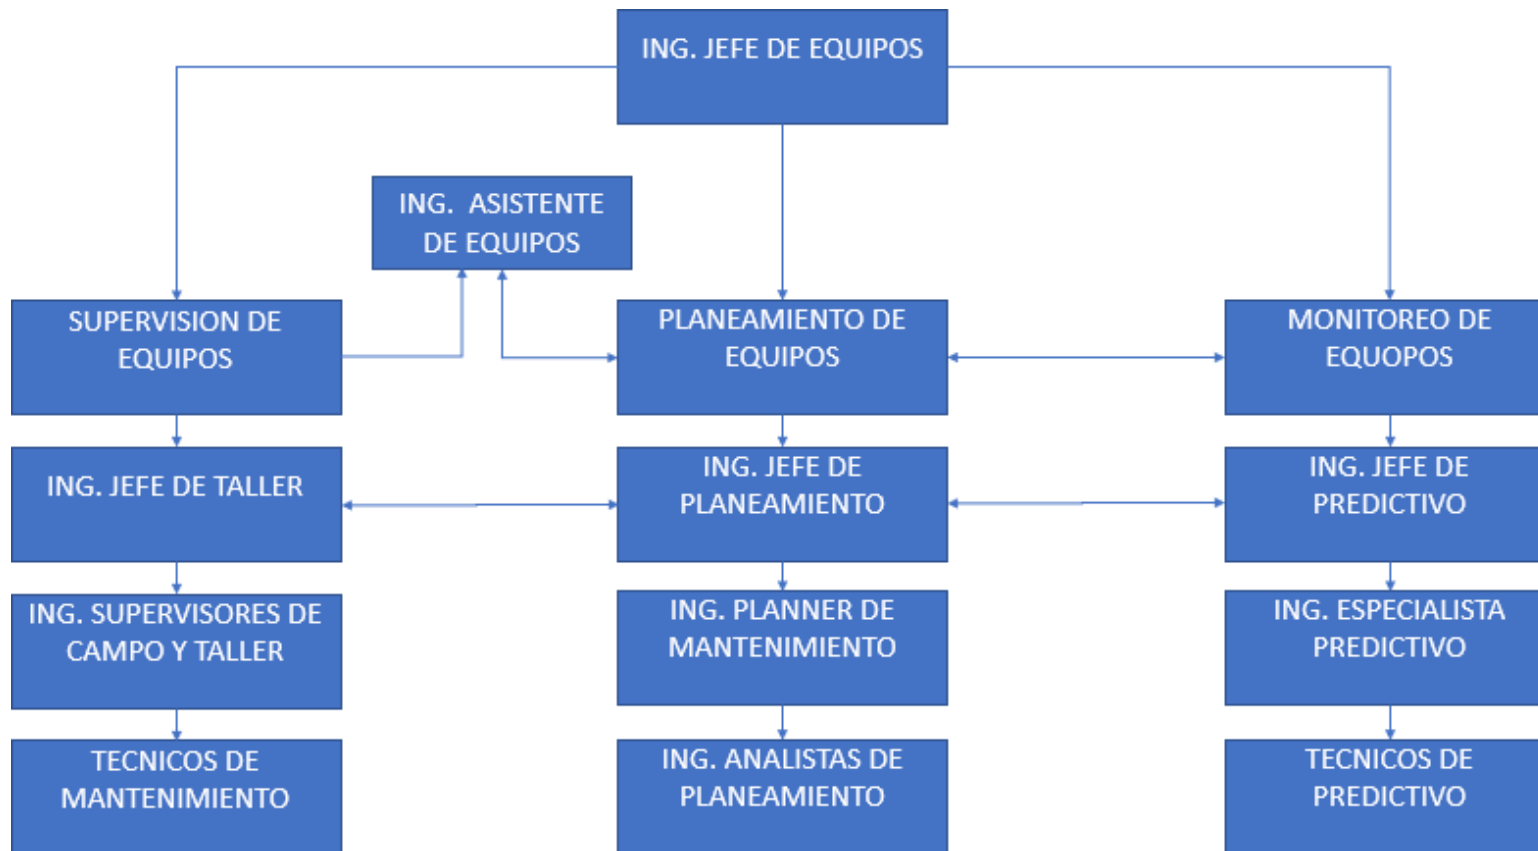 ING. JEFE DE EQUIPOS
ING. ASISTENTE
DE EQUIPOS
SUPERVISION DE
EQUIPOS
PLANEAMIENTO DE
EQUIPOS
MONITOREO DE
EQUOPOS
ING. JEFE DE TALLER
ING. JEFE DE
PLANEAMIENTO
ING. JEFE DE
PREDICTIVO
ING. SUPERVISORES DE
CAMPO Y TALLER
ING. PLANNER DE
MANTENIMIENTO
ING. ESPECIALISTA
PREDICTIVO
TECNICOS DE
MANTENIMIENTO
ING. ANALISTAS DE
PLANEAMIENTO
TECNICOS DE
PREDICTIVO